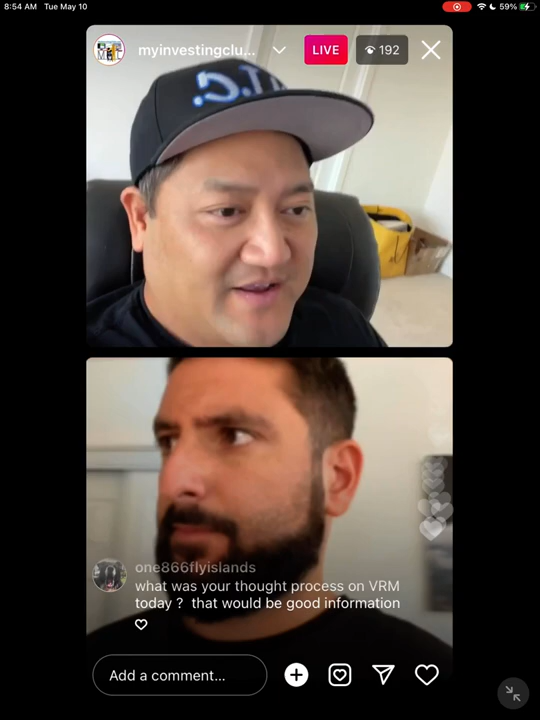 8:54 AM Tue May 10
59%
myinvestingclu...
LIVE
192
one866flyislands
what was your thought process on VRM
today ? that would be good information
Add a comment...